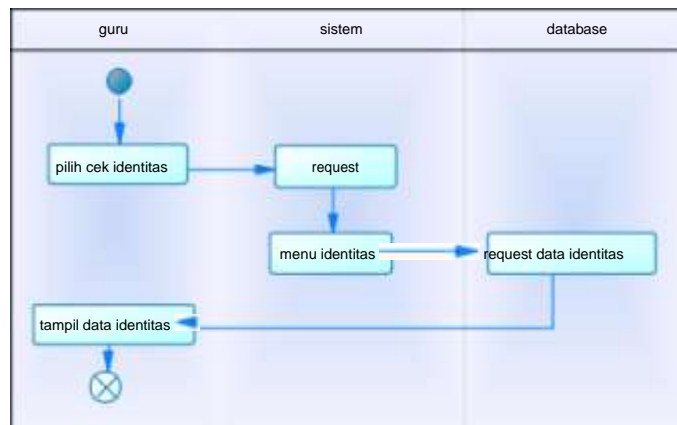 guru
sistem
database
pilih cek identitas
request
menu identitas
request data identitas
tampil data identitas